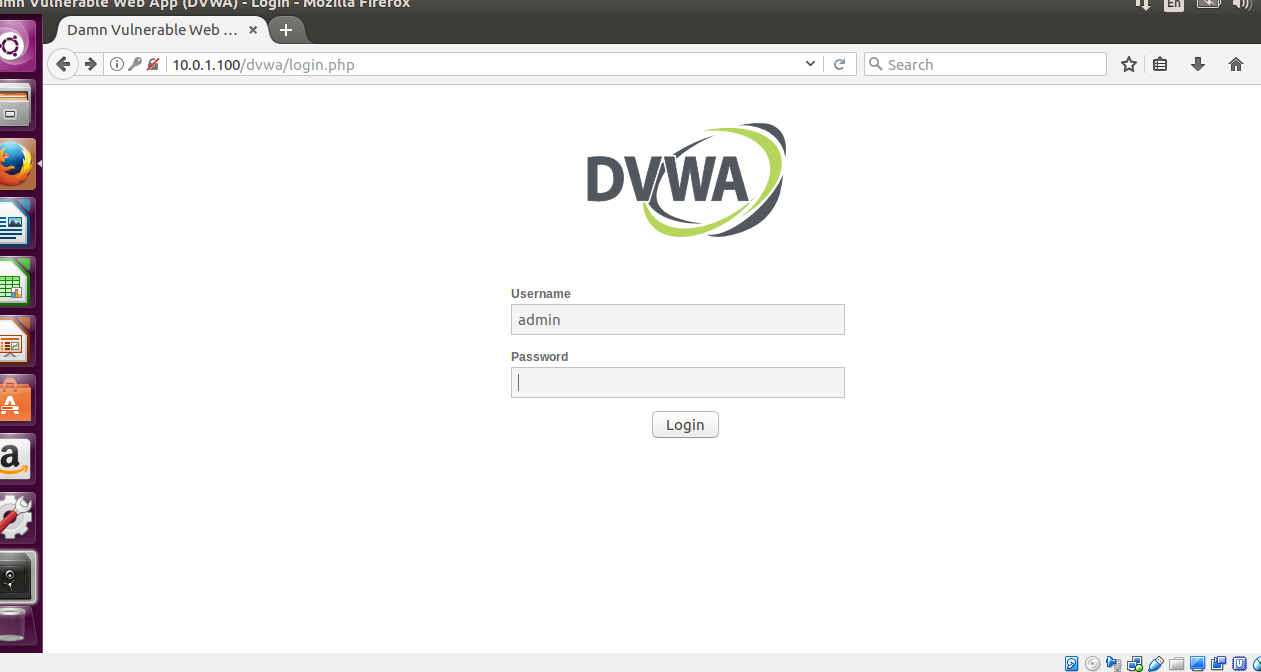 amn Vulnerable Web App (DVWA) - Login - Mozilla Firefox
En
Damn Vulnerable Web ...
10.0.1.100/dvwa/login.php
Search
DVWA
Username
admin
Password
Login